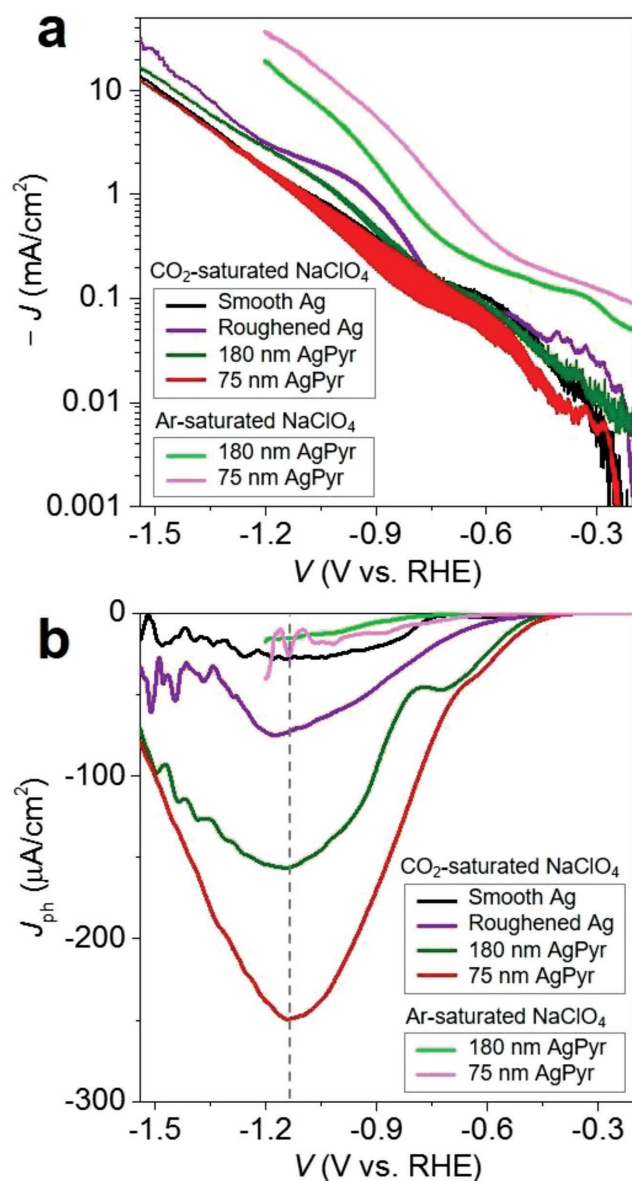 a
10
1
0.1
0.01
0.001
− J (mA/cm²)
CO₂-saturated NaClO₄
Smooth Ag
Roughened Ag
180 nm AgPyr
75 nm AgPyr
Ar-saturated NaClO₄
180 nm AgPyr
75 nm AgPyr
-1.5 -1.2 -0.9 -0.6 -0.3
V (V vs. RHE)
b
0
-100
-200
-300
Jph (μA/cm²)
CO₂-saturated NaClO₄
Smooth Ag
Roughened Ag
180 nm AgPyr
75 nm AgPyr
Ar-saturated NaClO₄
180 nm AgPyr
75 nm AgPyr
-1.5 -1.2 -0.9 -0.6 -0.3
V (V vs. RHE)